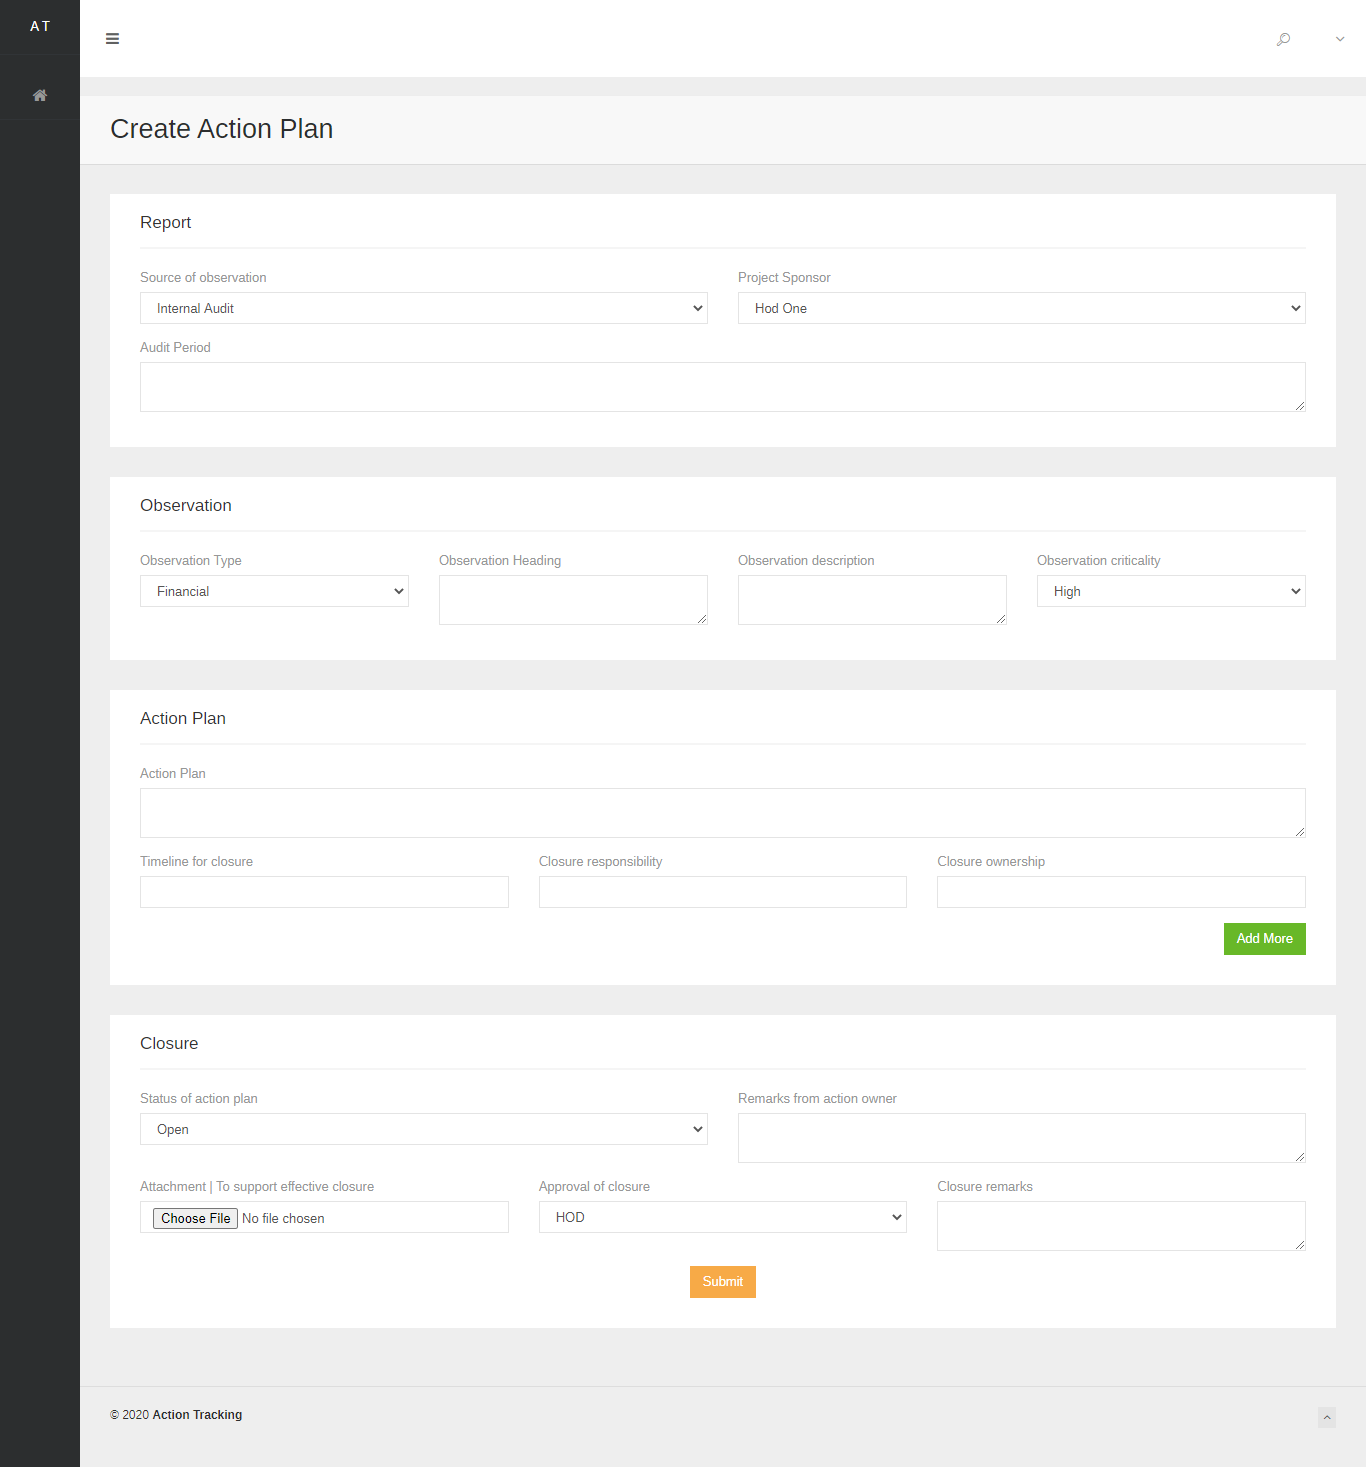 A T
Create Action Plan
Report
Source of observation
Project Sponsor
Internal Audit
Hod One
Audit Period
Observation
Observation Type
Observation Heading
Observation description
Observation criticality
Financial
High
Action Plan
Action Plan
Timeline for closure
Closure responsibility
Closure ownership
Add More
Closure
Status of action plan
Remarks from action owner
Open
Attachment | To support effective closure
Approval of closure
Closure remarks
Choose File No file chosen
HOD
Submit
© 2020 Action Tracking